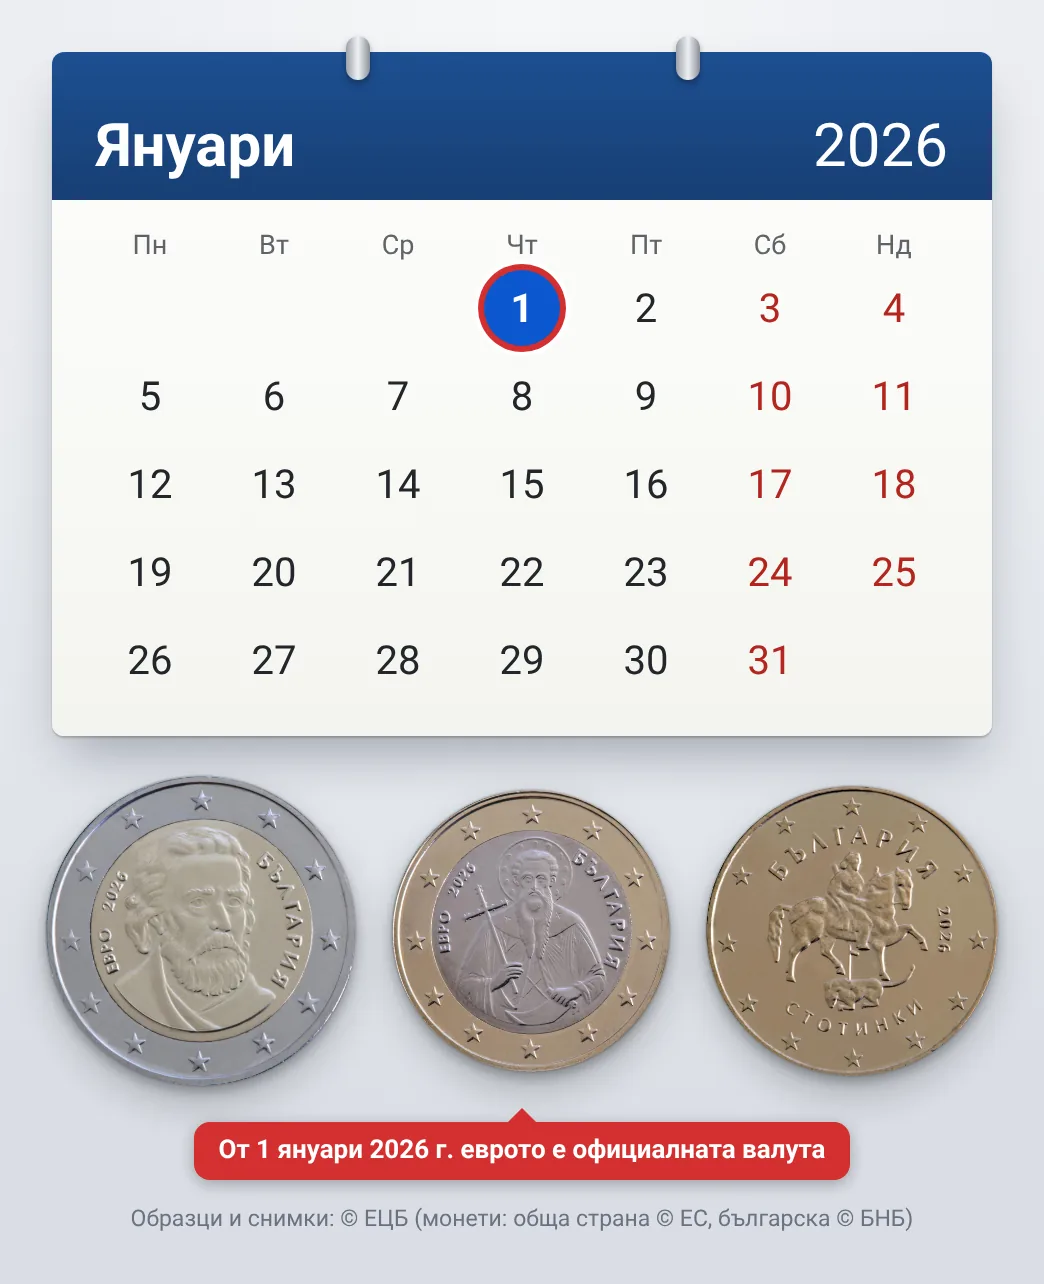 Януари 2026
Пн Вт Ср Чт Пт Сб Нд
1 2 3 4
5 6 7 8 9 10 11
12 13 14 15 16 17 18
19 20 21 22 23 24 25
26 27 28 29 30 31
ЕВРО 2026 БЪЛГАРИЯ
ЕВРО 2026 БЪЛГАРИЯ
БЪЛГАРИЯ 2026 СТОТИНКИ
От 1 януари 2026 г. еврото е официалната валута
Образци и снимки: © ЕЦБ (монети: обща страна © ЕС, българска © БНБ)